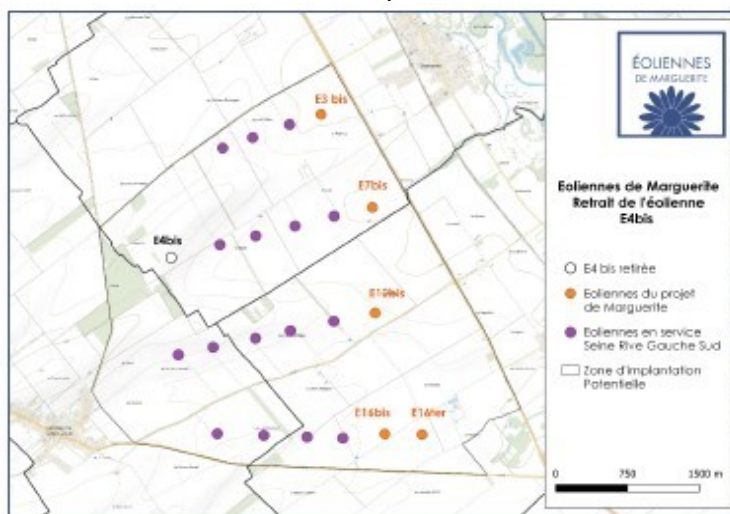 E3 bis
E7bis
E4bis
E12bis
E16bis
E16ter
ÉOLIENNES
DE MARGUERITE
Eoliennes de Marguerite
Retrait de l'éolienne
E4bis
E4 bis retirée
Eoliennes du projet
de Marguerite
Eoliennes en service
Seine Rive Gauche Sud
Zone d'implantation
Potentielle
0 750 1500 m